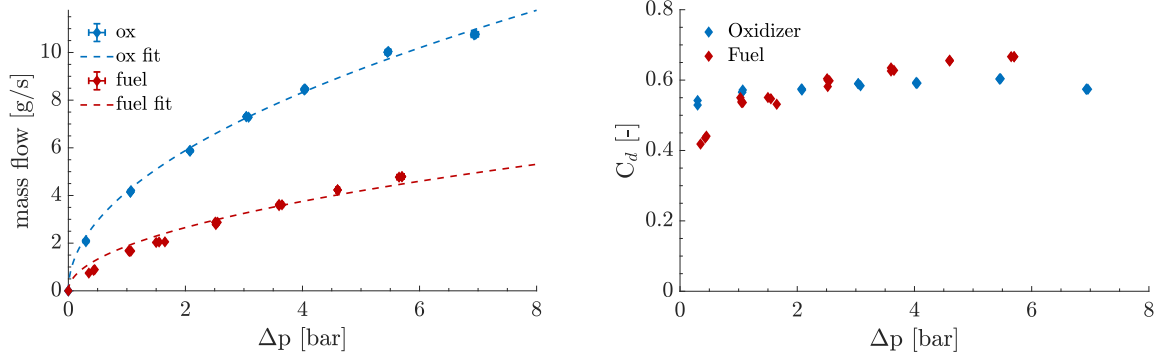 mass flow [g/s]
10
8
6
4
2
0
ox
ox fit
fuel
fuel fit
0 2 4 6 8
Δp [bar]
C_d [-]
0.8
0.6
0.4
0.2
0
Oxidizer
Fuel
0 2 4 6 8
Δp [bar]